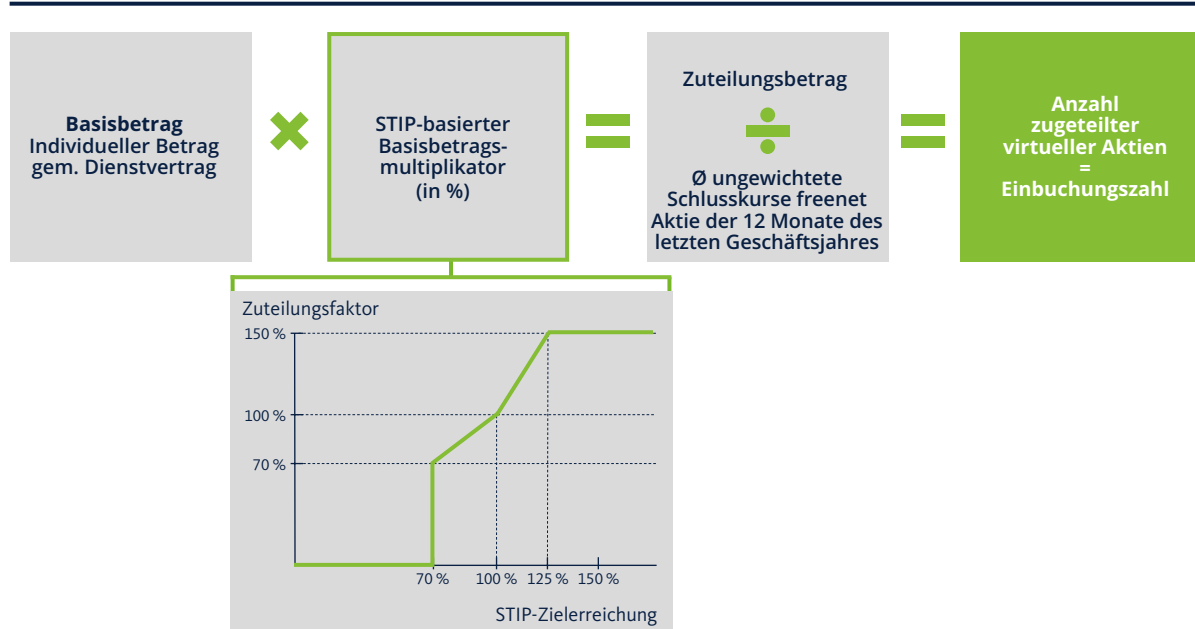 Basisbetrag
Individueller Betrag
gem. Dienstvertrag
×
STIP-basierter
Basisbetrags-
multiplikator
(in %)
=
Zuteilungsbetrag
÷
Ø ungewichtete
Schlusskurse freenet
Aktie der 12 Monate des
letzten Geschäftsjahres
=
Anzahl
zugeteilter
virtueller Aktien
=
Einbuchungszahl
Zuteilungsfaktor
150 %
100 %
70 %
70 % 100 % 125 % 150 %
STIP-Zielerreichung